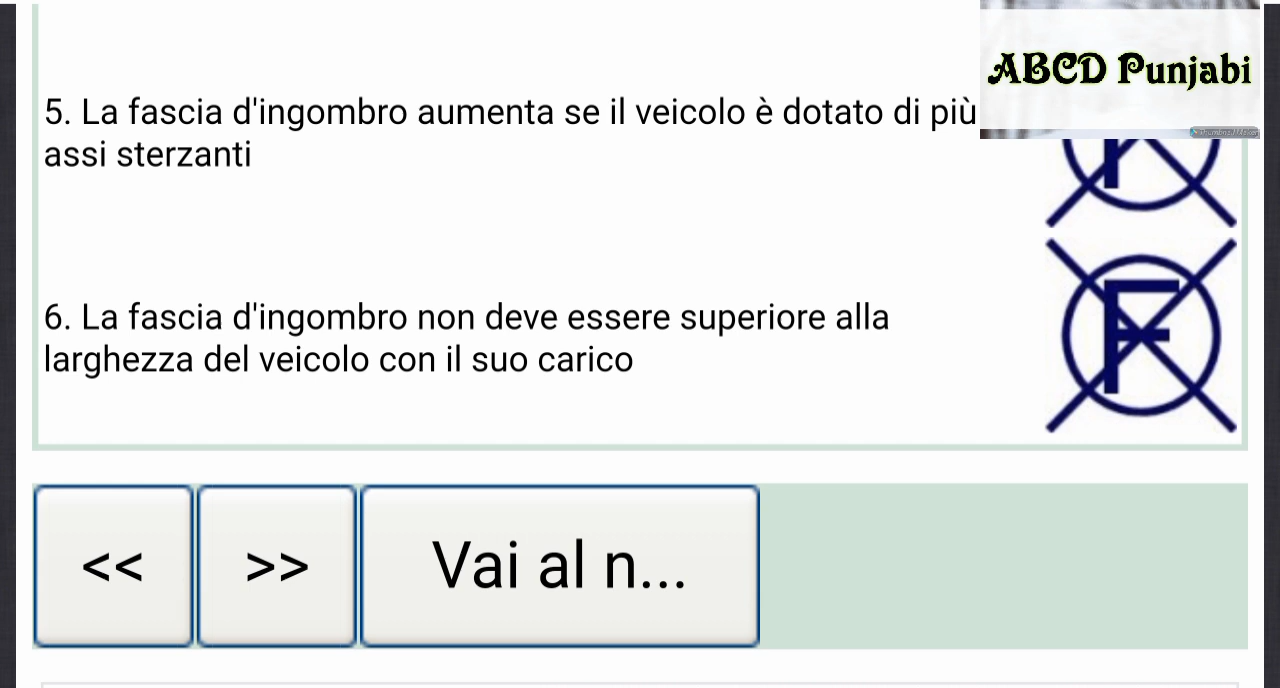 ABCD Punjabi
5. La fascia d'ingombro aumenta se il veicolo è dotato di più
assi sterzanti
6. La fascia d'ingombro non deve essere superiore alla
larghezza del veicolo con il suo carico
F
<<
>>
Vai al n...